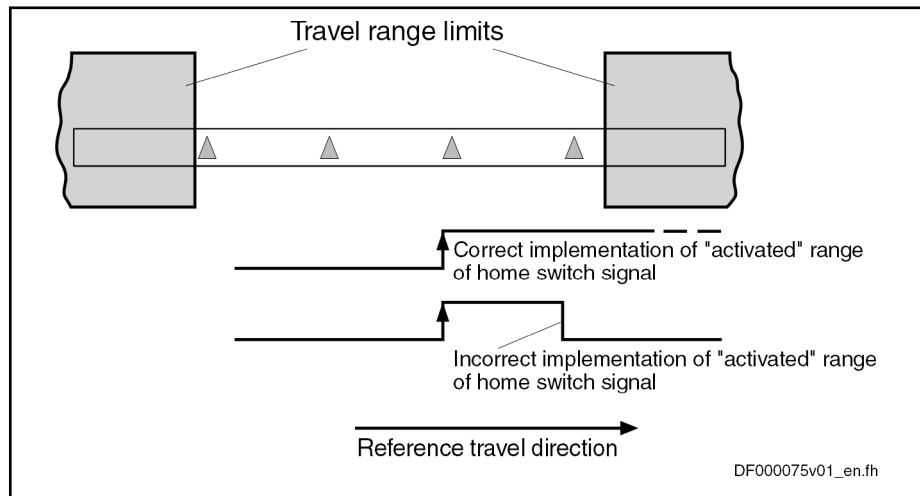 Travel range limits
Correct implementation of "activated" range
of home switch signal
Incorrect implementation of "activated" range
of home switch signal
Reference travel direction
DF000075v01_en.fh